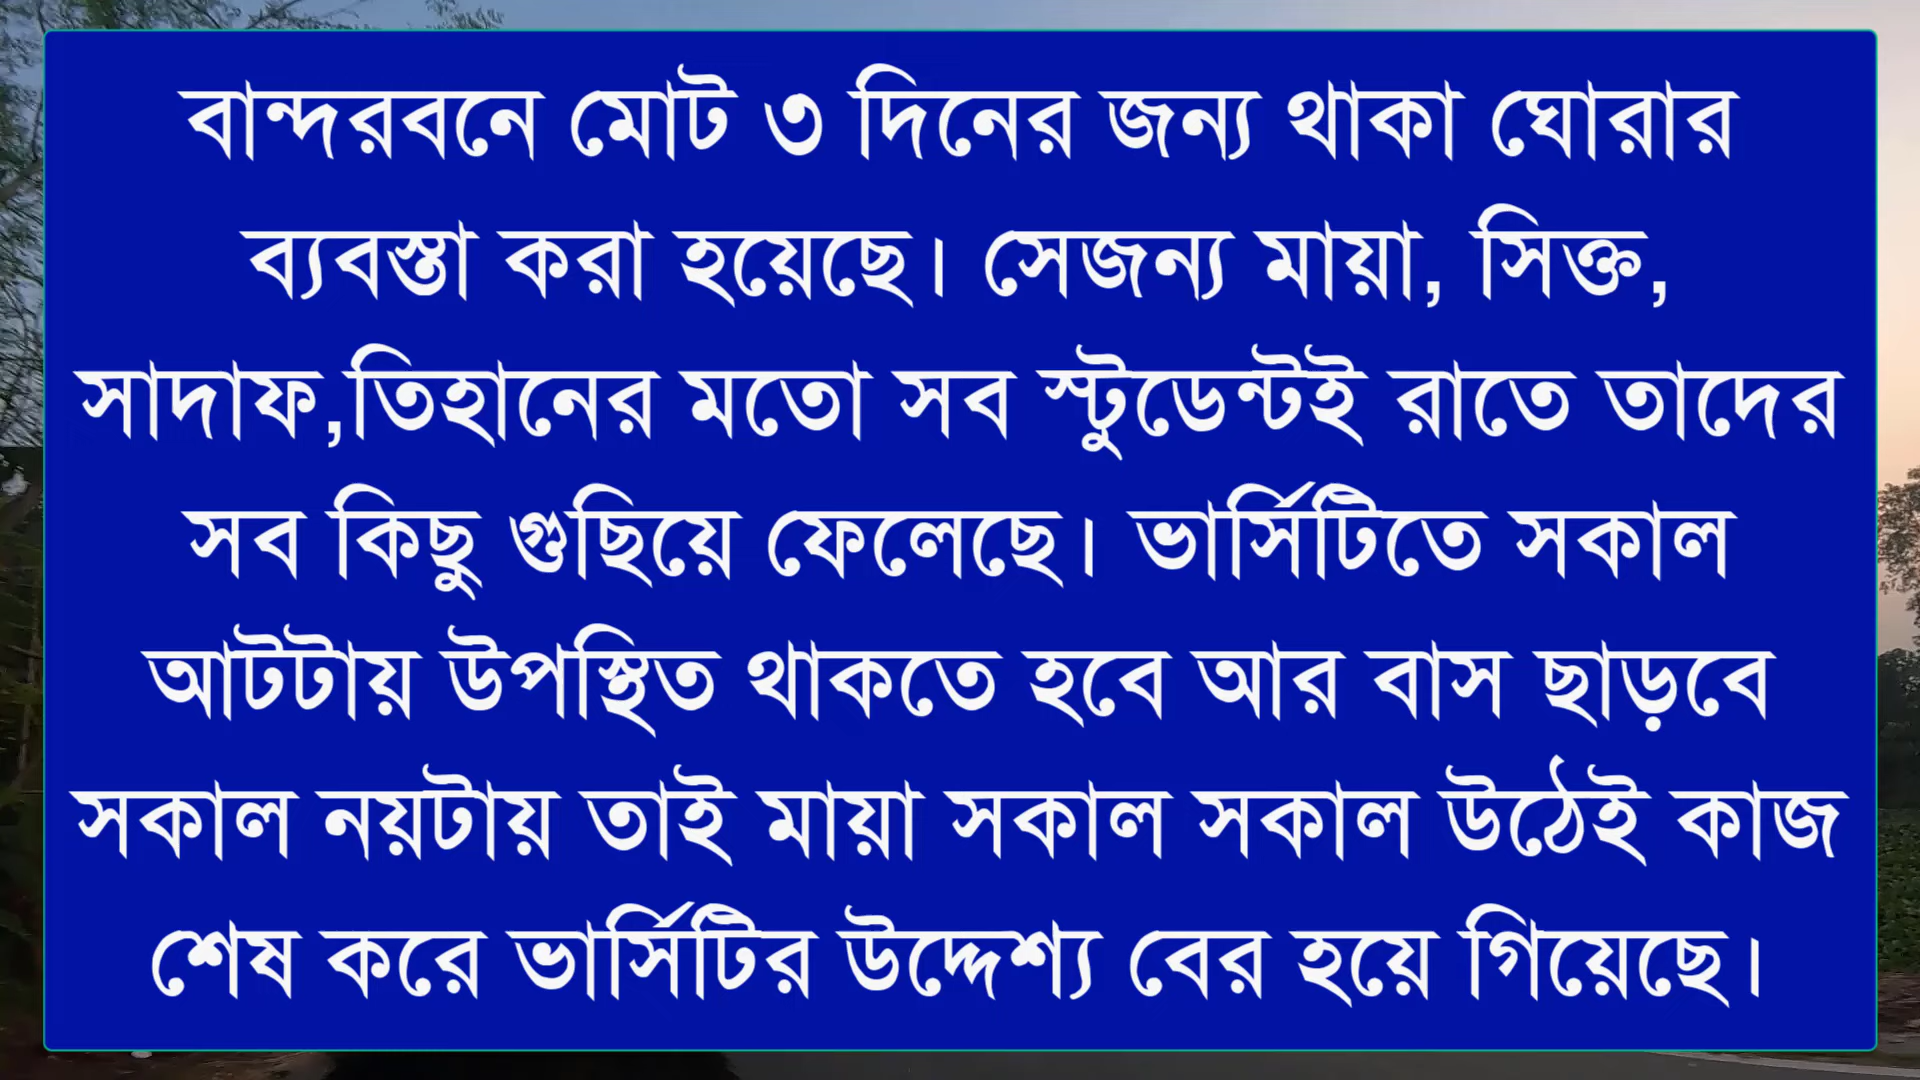 বান্দরবনে মোট ৩ দিনের জন্য থাকা ঘোরার
ব্যবস্তা করা হয়েছে। সেজন্য মায়া, সিক্ত,
সাদাফ,তিহানের মতো সব স্টুডেন্টই রাতে তাদের
সব কিছু গুছিয়ে ফেলেছে। ভার্সিটিতে সকাল
আটটায় উপস্থিত থাকতে হবে আর বাস ছাড়বে
সকাল নয়টায় তাই মায়া সকাল সকাল উঠেই কাজ
শেষ করে ভার্সিটির উদ্দেশ্য বের হয়ে গিয়েছে।